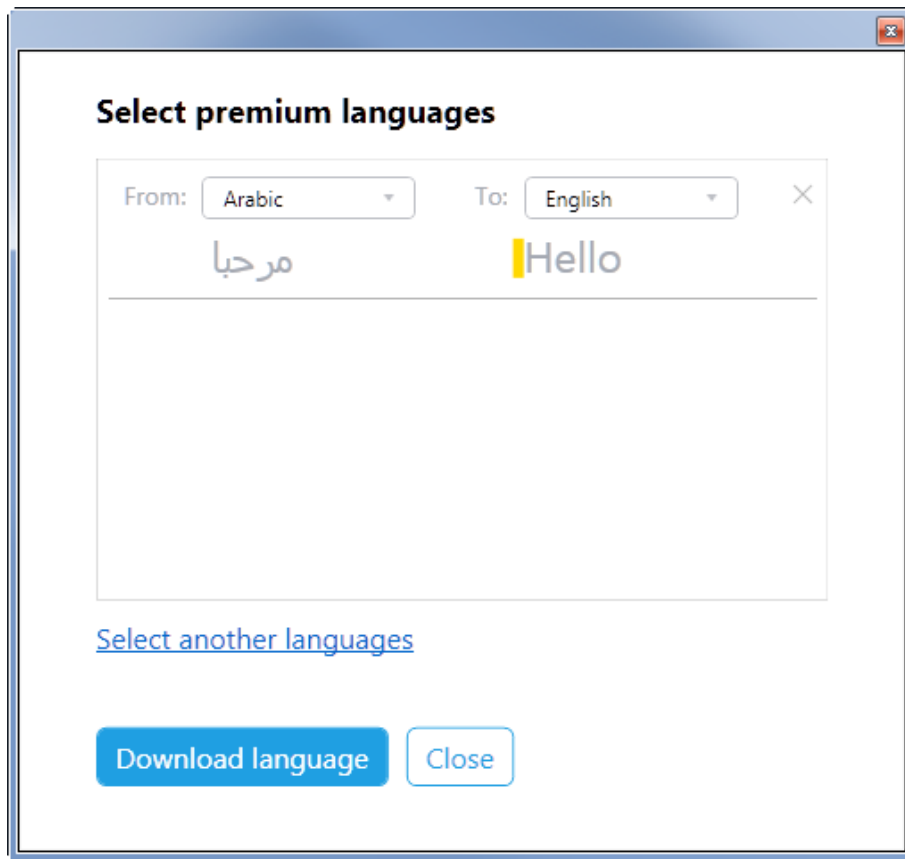 Select premium languages
From: Arabic To: English
مرحبا Hello
Select another languages
Download language Close